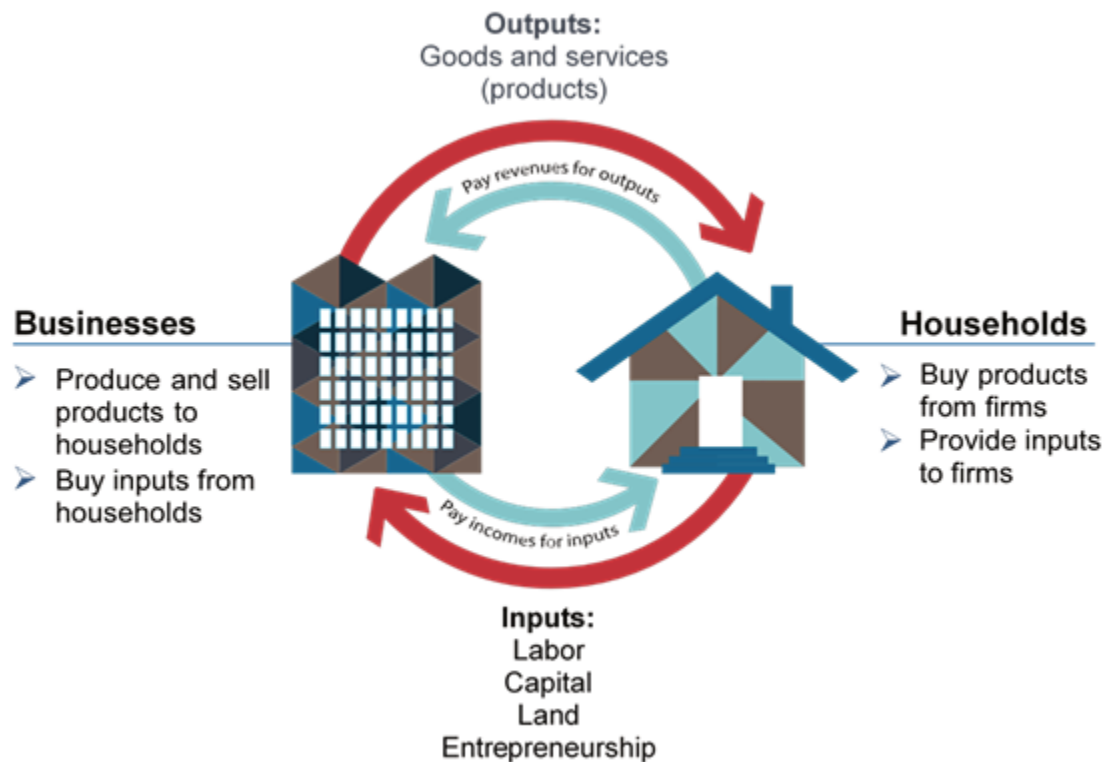 Outputs:
Goods and services
(products)
Pay revenues for outputs
Businesses
Produce and sell
products to
households
Buy inputs from
households
Households
Buy products
from firms
Provide inputs
to firms
Pay incomes for inputs
Inputs:
Labor
Capital
Land
Entrepreneurship